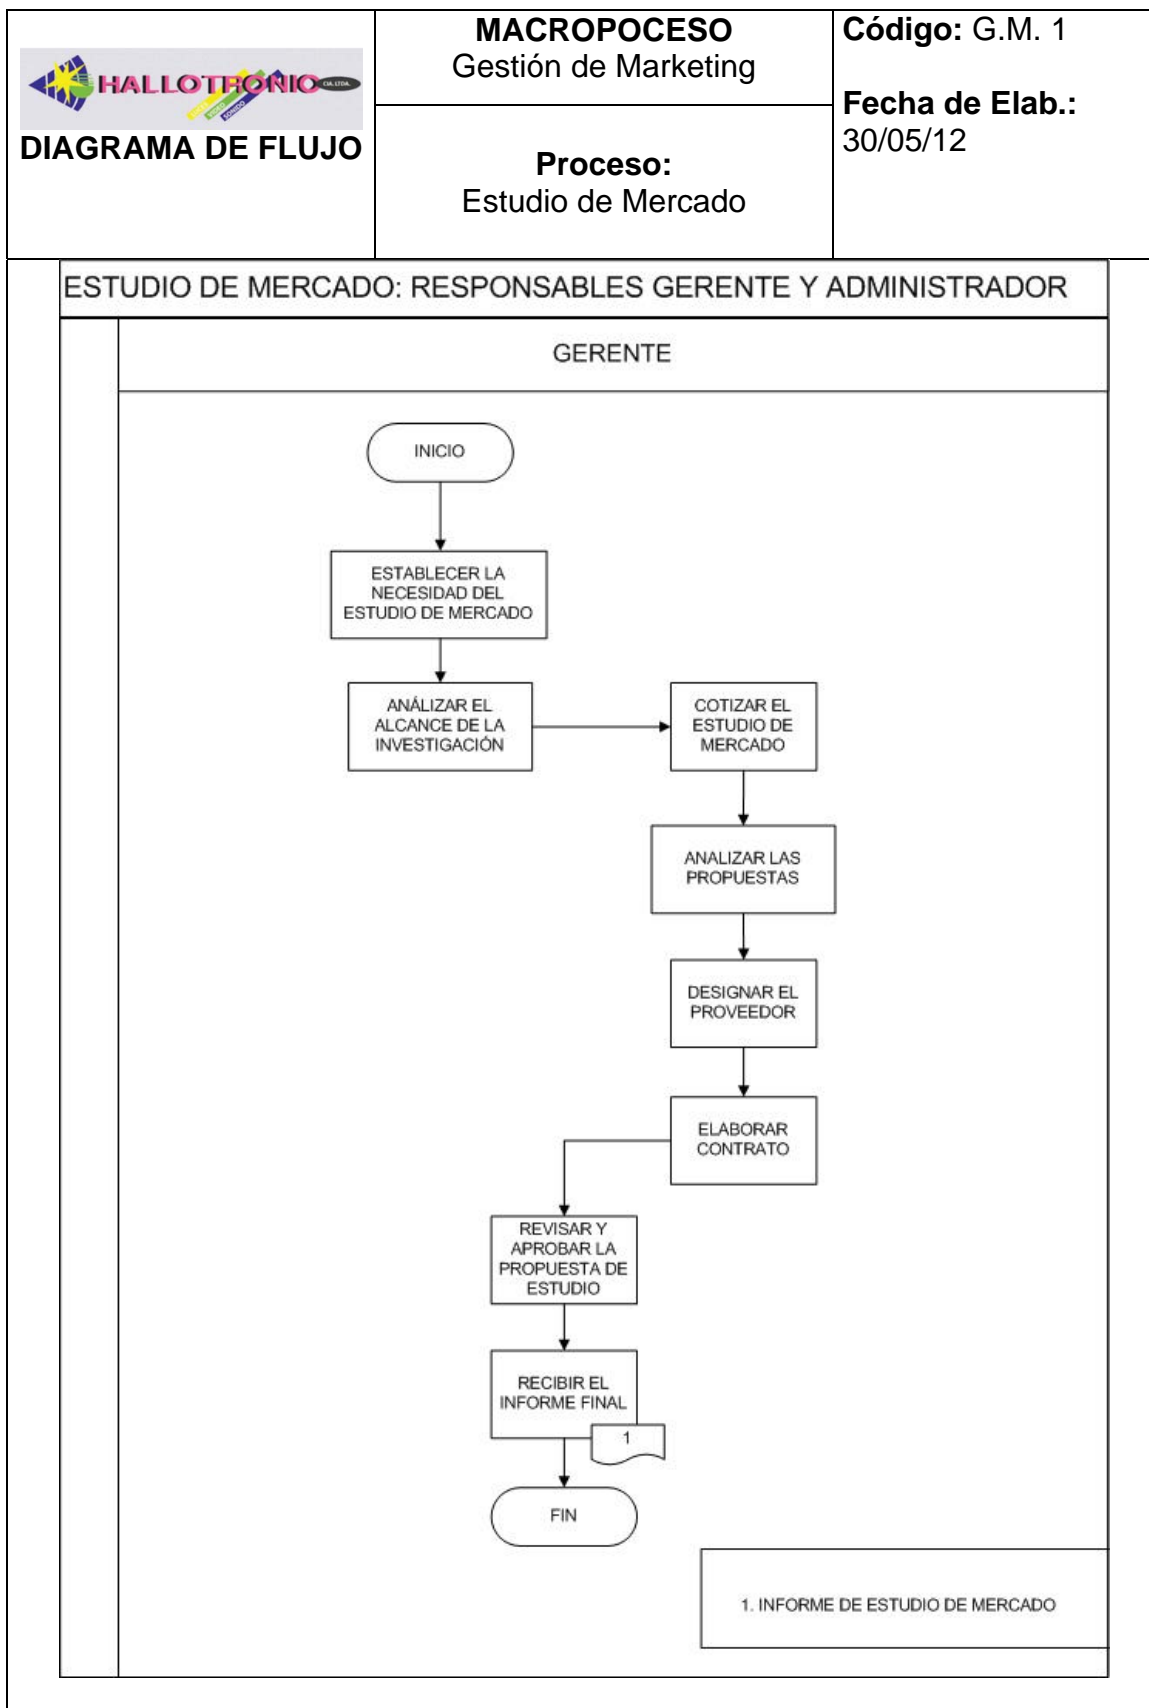 HALLOTRONIC CIA. LTDA.
VIDEO
SONIDO
DIAGRAMA DE FLUJO
MACROPOCESO
Gestión de Marketing
Proceso:
Estudio de Mercado
Código: G.M. 1
Fecha de Elab.:
30/05/12
ESTUDIO DE MERCADO: RESPONSABLES GERENTE Y ADMINISTRADOR
GERENTE
INICIO
ESTABLECER LA
NECESIDAD DEL
ESTUDIO DE MERCADO
ANÁLIZAR EL
ALCANCE DE LA
INVESTIGACIÓN
COTIZAR EL
ESTUDIO DE
MERCADO
ANALIZAR LAS
PROPUESTAS
DESIGNAR EL
PROVEEDOR
ELABORAR
CONTRATO
REVISAR Y
APROBAR LA
PROPUESTA DE
ESTUDIO
RECIBIR EL
INFORME FINAL
1
FIN
1. INFORME DE ESTUDIO DE MERCADO